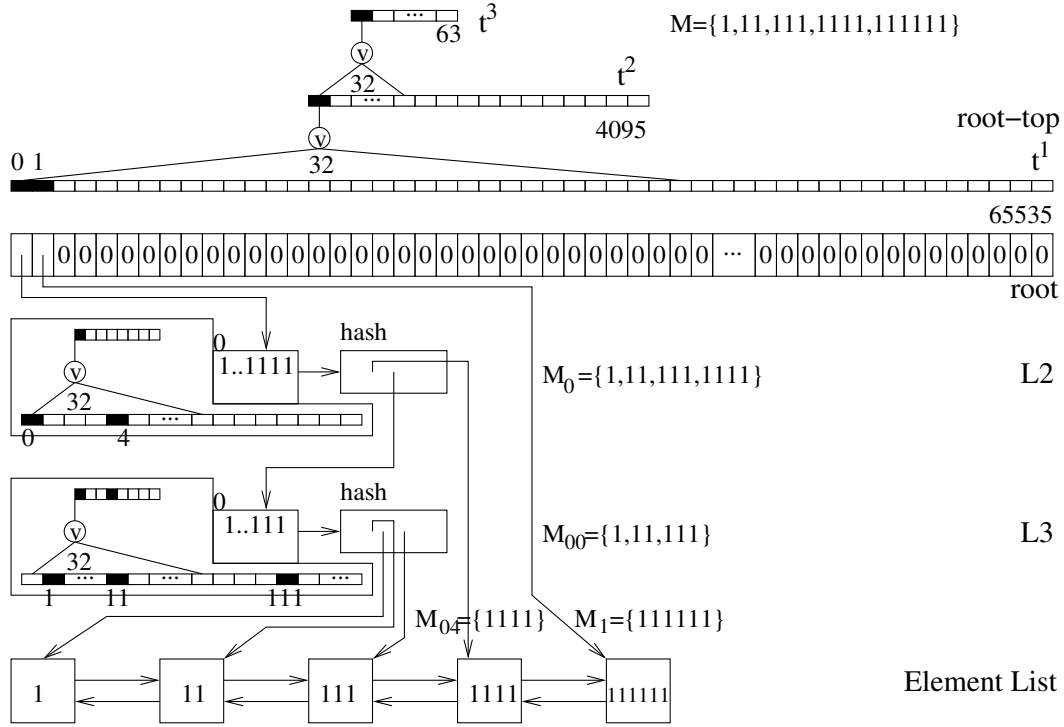 t3
63
M={1,11,111,1111,111111}
v
32
t2
...
4095
root-top
v
0 1
32
t1
65535
0 0 0 0 0 0 0 0 0 0 0 0 0 0 0 0 0 0 0 0 0 0 0 0 0 0 0 0 0 0 0 ... 0 0 0 0 0 0 0 0 0 0 0 0 0 0
root
0
hash
1..1111
v
M0={1,11,111,1111}
L2
32
...
0 4
0
hash
1..111
v
M00={1,11,111}
L3
32
... ... ...
1 11 111
M04={1111}
M1={111111}
1 11 111 1111 111111
Element List